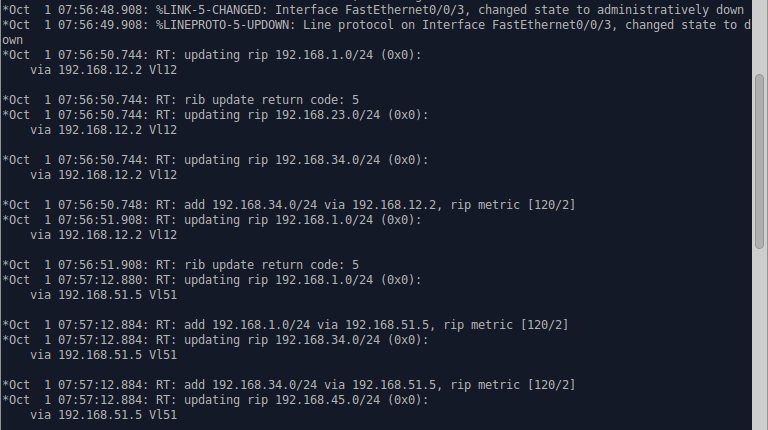 *Oct  1 07:56:48.908: %LINK-5-CHANGED: Interface FastEthernet0/0/3, changed state to administratively down
*Oct  1 07:56:49.908: %LINEPROTO-5-UPDOWN: Line protocol on Interface FastEthernet0/0/3, changed state to d
own
*Oct  1 07:56:50.744: RT: updating rip 192.168.1.0/24 (0x0):
    via 192.168.12.2 Vl12
*Oct  1 07:56:50.744: RT: rib update return code: 5
*Oct  1 07:56:50.744: RT: updating rip 192.168.23.0/24 (0x0):
    via 192.168.12.2 Vl12
*Oct  1 07:56:50.744: RT: updating rip 192.168.34.0/24 (0x0):
    via 192.168.12.2 Vl12
*Oct  1 07:56:50.748: RT: add 192.168.34.0/24 via 192.168.12.2, rip metric [120/2]
*Oct  1 07:56:51.908: RT: updating rip 192.168.1.0/24 (0x0):
    via 192.168.12.2 Vl12
*Oct  1 07:56:51.908: RT: rib update return code: 5
*Oct  1 07:57:12.880: RT: updating rip 192.168.1.0/24 (0x0):
    via 192.168.51.5 Vl51
*Oct  1 07:57:12.884: RT: add 192.168.1.0/24 via 192.168.51.5, rip metric [120/2]
*Oct  1 07:57:12.884: RT: updating rip 192.168.34.0/24 (0x0):
    via 192.168.51.5 Vl51
*Oct  1 07:57:12.884: RT: add 192.168.34.0/24 via 192.168.51.5, rip metric [120/2]
*Oct  1 07:57:12.884: RT: updating rip 192.168.45.0/24 (0x0):
    via 192.168.51.5 Vl51